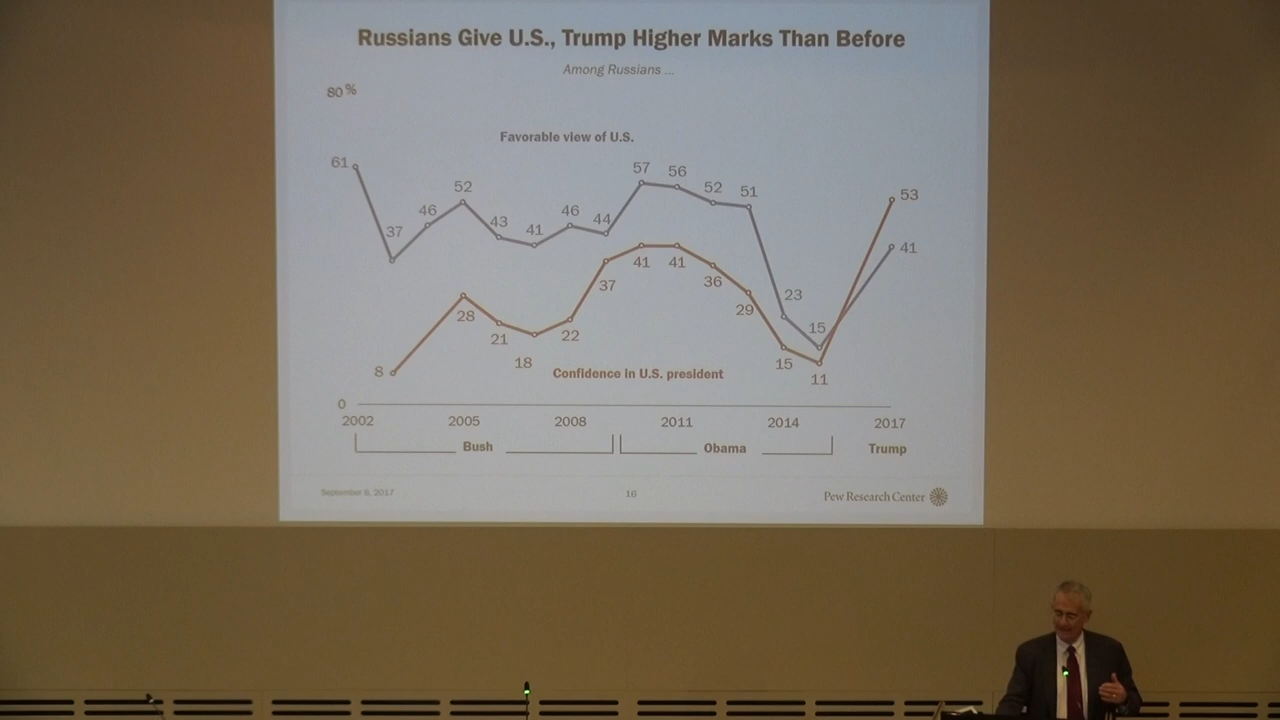 Russians Give U.S., Trump Higher Marks Than Before
Among Russians ...
80%
Favorable view of U.S.
61 37 46 52 43 41 46 44 57 56 52 51 23 15 41
8 28 21 18 22 37 41 41 36 29 15 11 53
Confidence in U.S. president
0
2002 2005 2008 2011 2014 2017
Bush Obama Trump
September 8, 2017 16 Pew Research Center